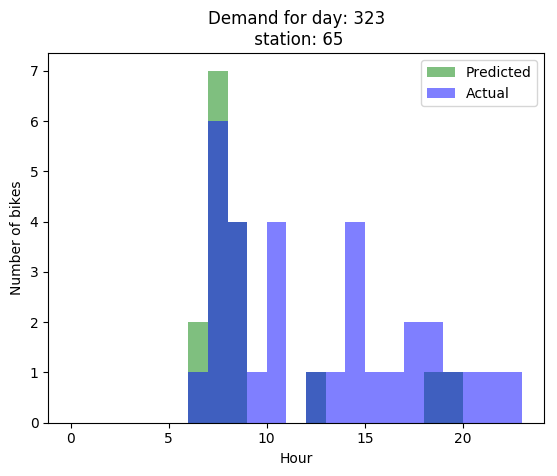 Demand for day: 323
station: 65
Predicted
Actual
Number of bikes
7
6
5
4
3
2
1
0
0 5 10 15 20
Hour